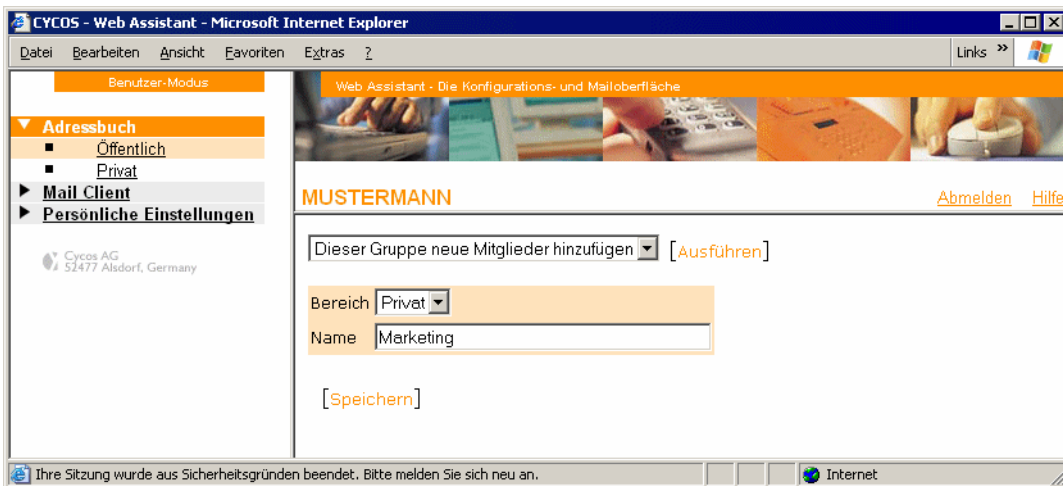 CYCOS - Web Assistant - Microsoft Internet Explorer
Datei Bearbeiten Ansicht Favoriten Extras ? Links »
Benutzer-Modus
Web Assistant - Die Konfigurations- und Mailoberfläche
Adressbuch
Öffentlich
Privat
Mail Client
Persönliche Einstellungen
Cycos AG
52477 Alsdorf, Germany
MUSTERMANN Abmelden Hilfe
Dieser Gruppe neue Mitglieder hinzufügen [Ausführen]
Bereich Privat
Name Marketing
[Speichern]
Ihre Sitzung wurde aus Sicherheitsgründen beendet. Bitte melden Sie sich neu an. Internet